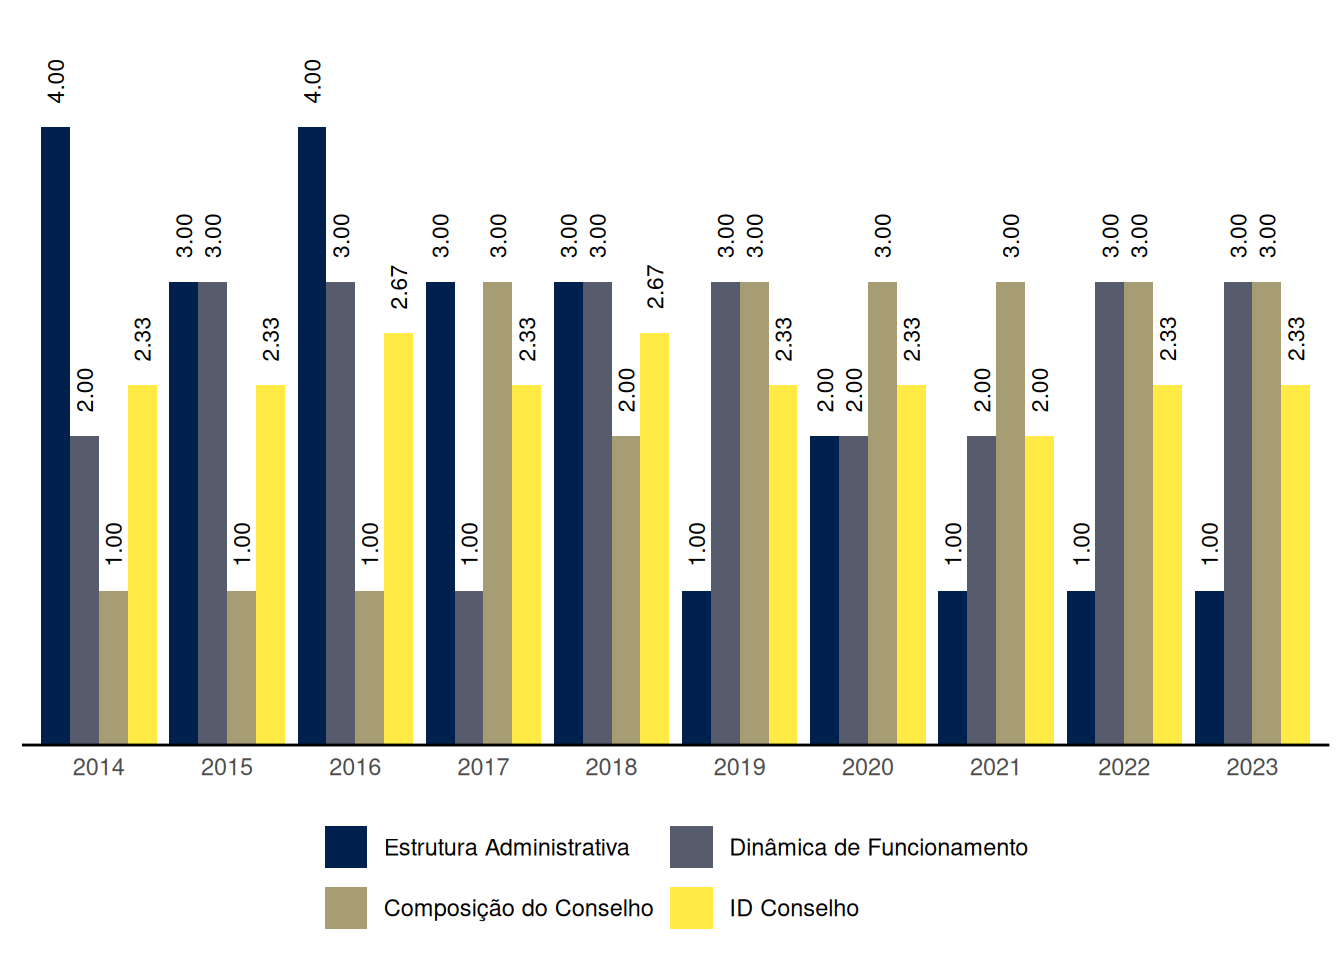 4.00 2.00 1.00 2.33 3.00 3.00 1.00 2.33 4.00 3.00 1.00 2.67 3.00 1.00 3.00 2.33 3.00 3.00 2.00 2.67 1.00 3.00 3.00 2.33 2.00 2.00 3.00 2.33 1.00 2.00 3.00 2.00 1.00 3.00 3.00 2.33 1.00 3.00 3.00 2.33
2014 2015 2016 2017 2018 2019 2020 2021 2022 2023
Estrutura Administrativa Dinâmica de Funcionamento
Composição do Conselho ID Conselho